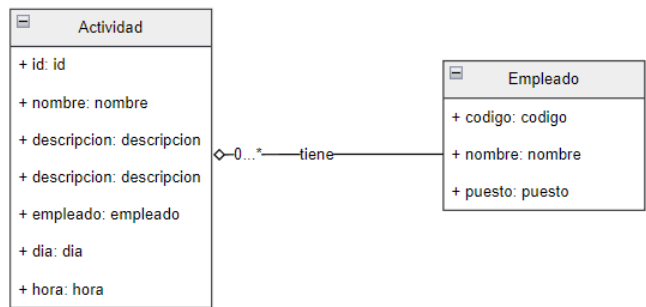 Actividad
+ id: id
+ nombre: nombre
+ descripcion: descripcion
+ descripcion: descripcion
+ empleado: empleado
+ dia: dia
+ hora: hora
0...*
tiene
Empleado
+ codigo: codigo
+ nombre: nombre
+ puesto: puesto